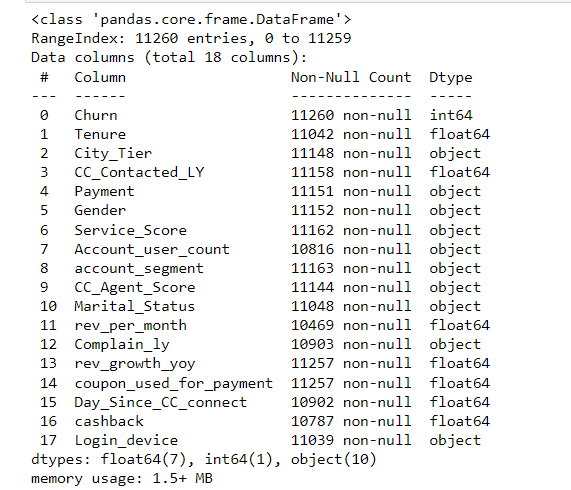 <class 'pandas.core.frame.DataFrame'>
RangeIndex: 11260 entries, 0 to 11259
Data columns (total 18 columns):
 #   Column                   Non-Null Count  Dtype
---  ------                   --------------  -----
 0   Churn                    11260 non-null  int64
 1   Tenure                   11042 non-null  float64
 2   City_Tier                11148 non-null  object
 3   CC_Contacted_LY          11158 non-null  float64
 4   Payment                  11151 non-null  object
 5   Gender                   11152 non-null  object
 6   Service_Score            11162 non-null  object
 7   Account_user_count       10816 non-null  object
 8   account_segment          11163 non-null  object
 9   CC_Agent_Score           11144 non-null  object
 10  Marital_Status           11048 non-null  object
 11  rev_per_month            10469 non-null  float64
 12  Complain_ly              10903 non-null  object
 13  rev_growth_yoy           11257 non-null  float64
 14  coupon_used_for_payment  11257 non-null  float64
 15  Day_Since_CC_connect     10902 non-null  float64
 16  cashback                 10787 non-null  float64
 17  Login_device             11039 non-null  object
dtypes: float64(7), int64(1), object(10)
memory usage: 1.5+ MB